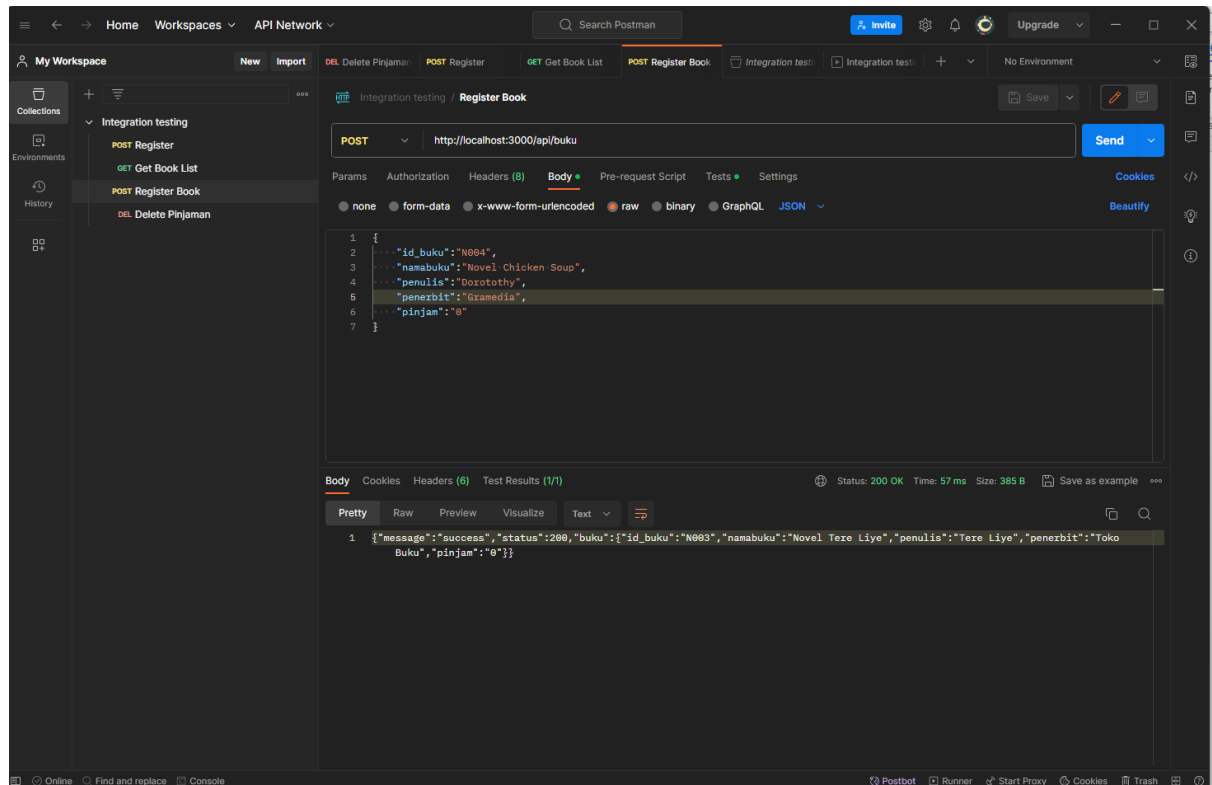 Home Workspaces API Network Search Postman Invite Upgrade
My Workspace New Import DEL Delete Pinjaman POST Register GET Get Book List POST Register Book Integration testi Integration testi No Environment
Collections
Environments
History
Integration testing
POST Register
GET Get Book List
POST Register Book
DEL Delete Pinjaman
HTTP Integration testing / Register Book Save
POST http://localhost:3000/api/buku Send
Params Authorization Headers (8) Body Pre-request Script Tests Settings Cookies
none form-data x-www-form-urlencoded raw binary GraphQL JSON Beautify
1 {
2 "id_buku":"N004",
3 "namabuku":"Novel Chicken Soup",
4 "penulis":"Dorotothy",
5 "penerbit":"Gramedia",
6 "pinjam":"0"
7 }
Body Cookies Headers (6) Test Results (1/1) Status: 200 OK Time: 57 ms Size: 385 B Save as example
Pretty Raw Preview Visualize Text
1 {"message":"success","status":200,"buku":{"id_buku":"N003","namabuku":"Novel Tere Liye","penulis":"Tere Liye","penerbit":"Toko
Buku","pinjam":"0"}}
Online Find and replace Console Postbot Runner Start Proxy Cookies Trash